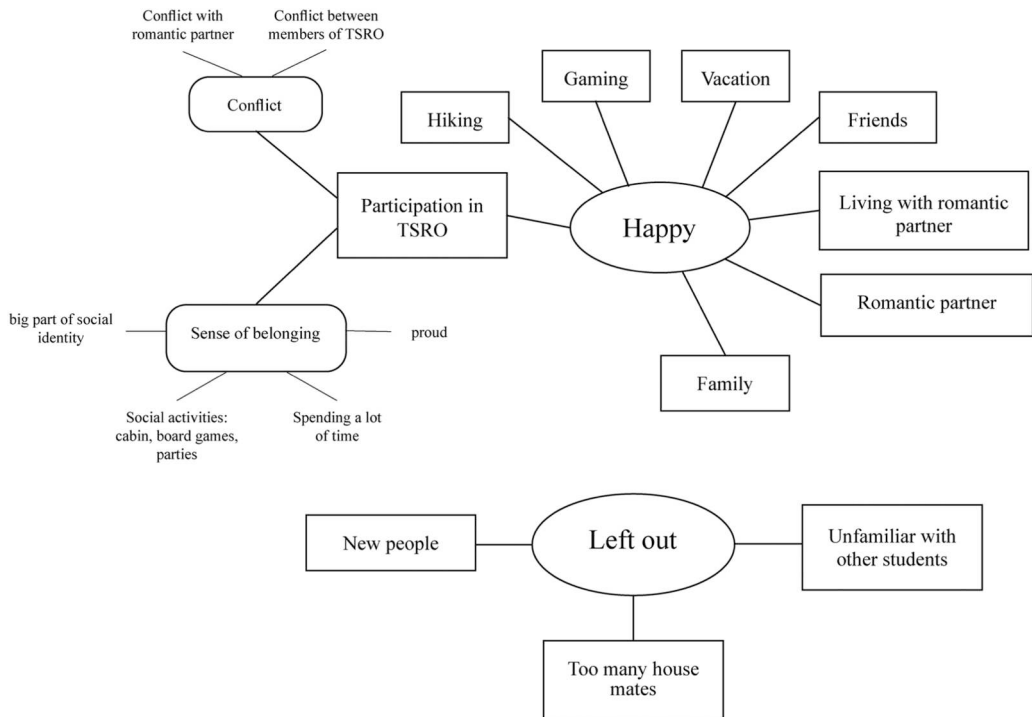 Conflict with
romantic partner
Conflict between
members of TSRO
Conflict
Gaming
Vacation
Hiking
Friends
Participation in
TSRO
Happy
Living with romantic
partner
Romantic partner
big part of social
identity
Sense of belonging
proud
Family
Social activities:
cabin, board games,
parties
Spending a lot
of time
New people
Left out
Unfamiliar with
other students
Too many house
mates